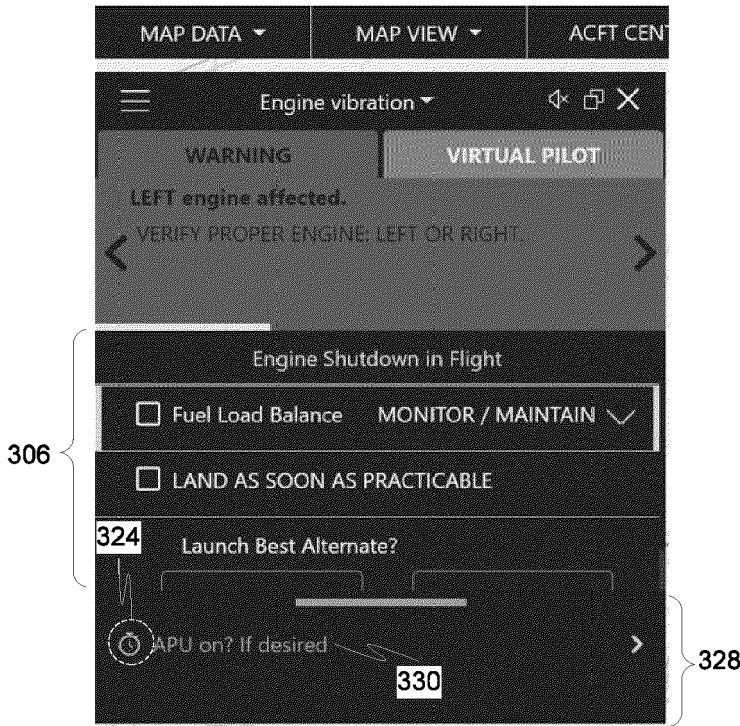 MAP DATA MAP VIEW ACFT CEN
Engine vibration
WARNING VIRTUAL PILOT
LEFT engine affected.
VERIFY PROPER ENGINE: LEFT OR RIGHT.
Engine Shutdown in Flight
Fuel Load Balance MONITOR / MAINTAIN
306
LAND AS SOON AS PRACTICABLE
324
Launch Best Alternate?
APU on? If desired
330
328